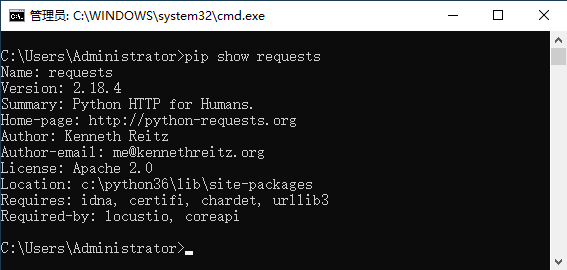 管理员: C:\WINDOWS\system32\cmd.exe
C:\Users\Administrator>pip show requests
Name: requests
Version: 2.18.4
Summary: Python HTTP for Humans.
Home-page: http://python-requests.org
Author: Kenneth Reitz
Author-email: me@kennethreitz.org
License: Apache 2.0
Location: c:\python36\lib\site-packages
Requires: idna, certifi, chardet, urllib3
Required-by: locustio, coreapi
C:\Users\Administrator>